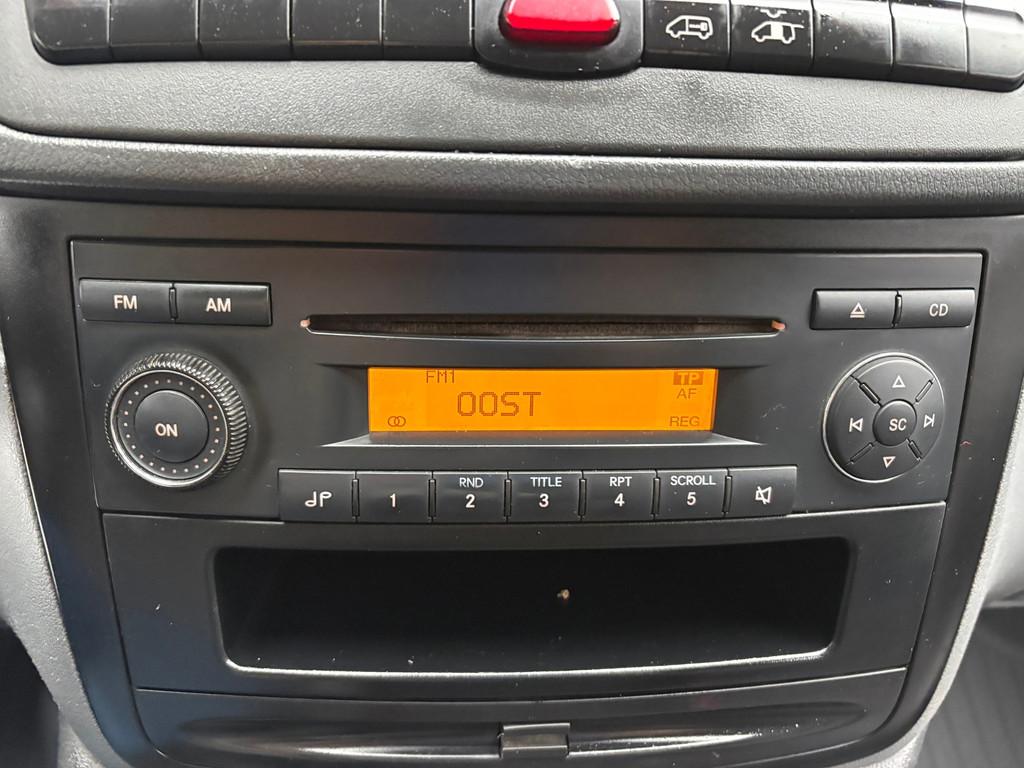 FM
AM
CD
FM1
TP
OOST
AF
REG
ON
SC
RND
TITLE
RPT
SCROLL
1
2
3
4
5